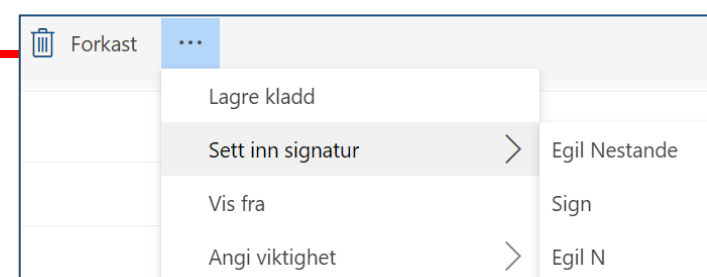 Forkast ...
Lagre kladd
Sett inn signatur
Egil Nestande
Vis fra
Sign
Angi viktighet
Egil N